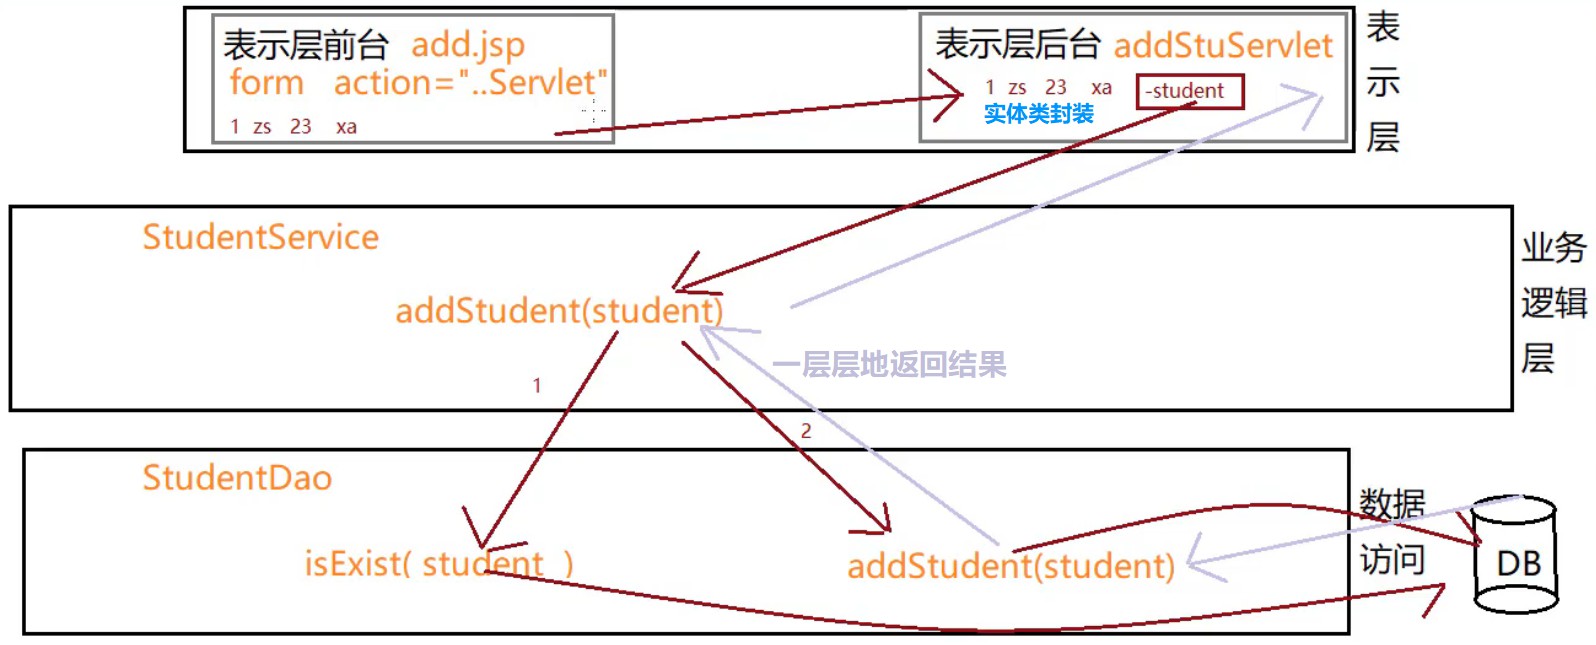 表示层前台 add.jsp
form action="..Servlet"
1 zs 23 xa
表示层后台 addStuServlet
1 zs 23 xa -student
实体类封装
表示层
StudentService
addStudent(student)
业务逻辑层
一层层地返回结果
1
2
StudentDao
isExist( student )
addStudent(student)
数据访问
DB